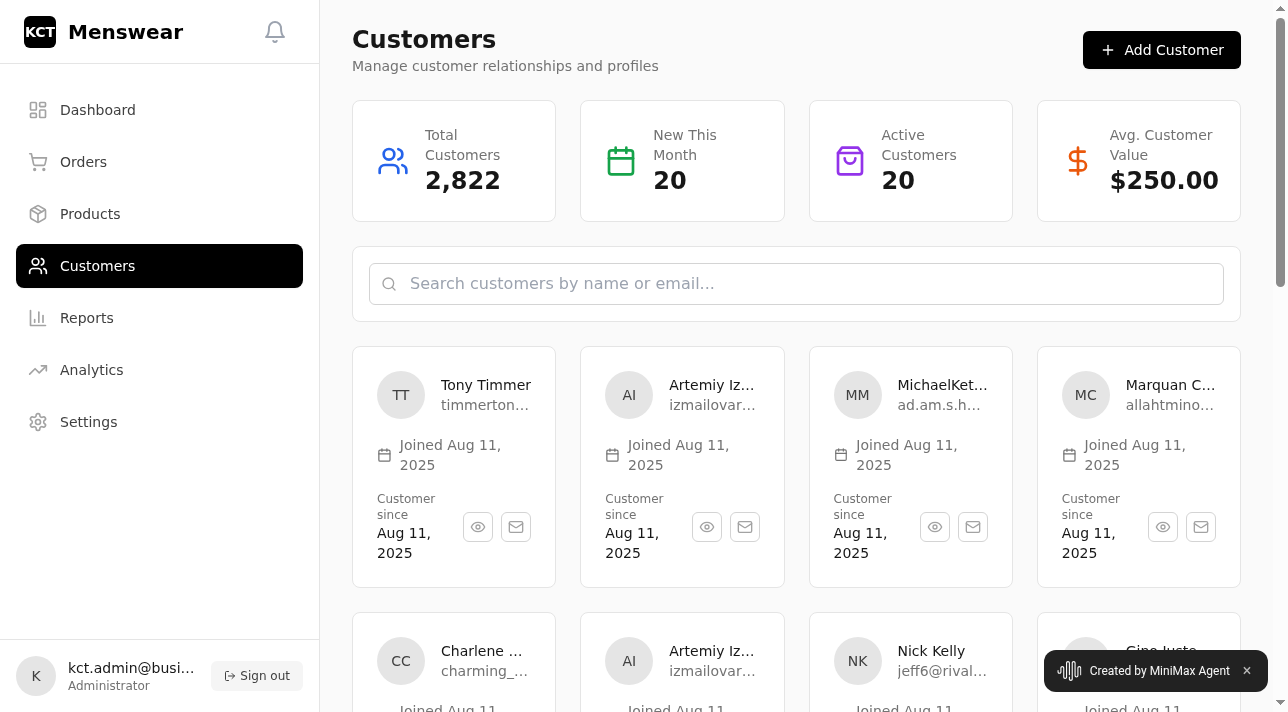 KCT Menswear
Dashboard
Orders
Products
Customers
Reports
Analytics
Settings
K
kct.admin@busi...
Administrator
Sign out
Customers
Manage customer relationships and profiles
Add Customer
Total
Customers
2,822
New This
Month
20
Active
Customers
20
Avg. Customer
Value
$250.00
Search customers by name or email...
TT
Tony Timmer
timmerton...
Joined Aug 11,
2025
Customer
since
Aug 11,
2025
AI
Artemiy Iz...
izmailovar...
Joined Aug 11,
2025
Customer
since
Aug 11,
2025
MM
MichaelKet...
ad.am.s.h...
Joined Aug 11,
2025
Customer
since
Aug 11,
2025
MC
Marquan C...
allahtmino...
Joined Aug 11,
2025
Customer
since
Aug 11,
2025
CC
Charlene ...
charming_...
Joined Aug 11,
AI
Artemiy Iz...
izmailovar...
Joined Aug 11,
NK
Nick Kelly
jeff6@rival...
Joined Aug 11,
Joined Aug 11,
Created by MiniMax Agent